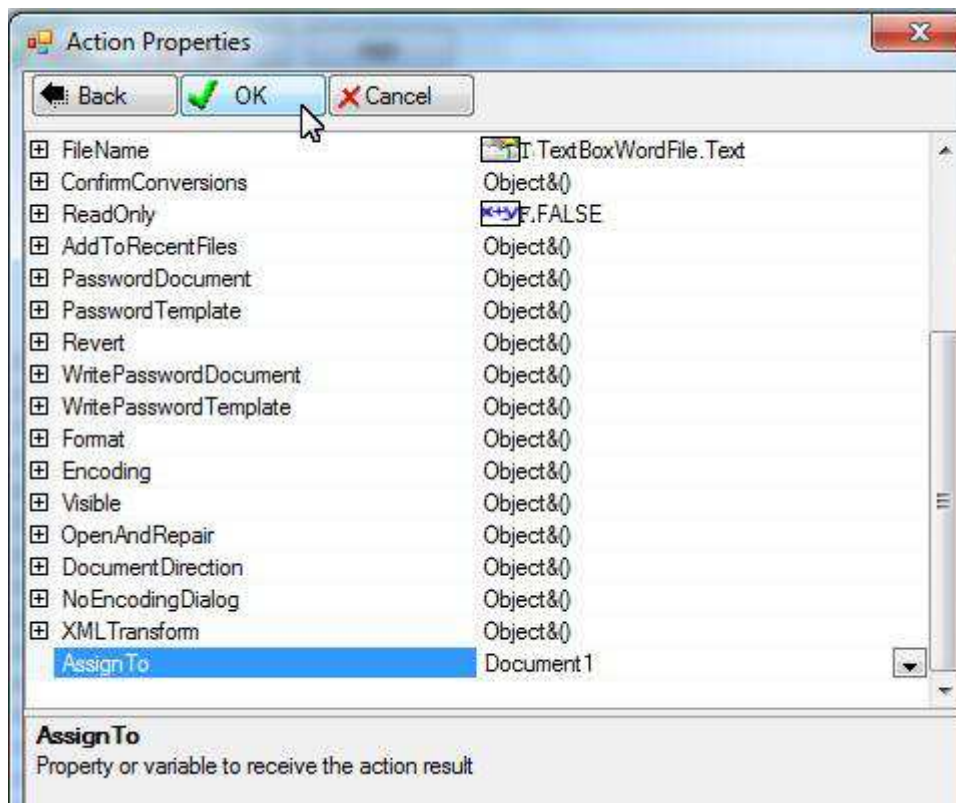 Action Properties
Back OK Cancel
FileName T.TextBoxWordFile.Text
ConfirmConversions Object&()
ReadOnly F.FALSE
AddToRecentFiles Object&()
PasswordDocument Object&()
PasswordTemplate Object&()
Revert Object&()
WritePasswordDocument Object&()
WritePasswordTemplate Object&()
Format Object&()
Encoding Object&()
Visible Object&()
OpenAndRepair Object&()
DocumentDirection Object&()
NoEncodingDialog Object&()
XMLTransform Object&()
AssignTo Document1
AssignTo
Property or variable to receive the action result